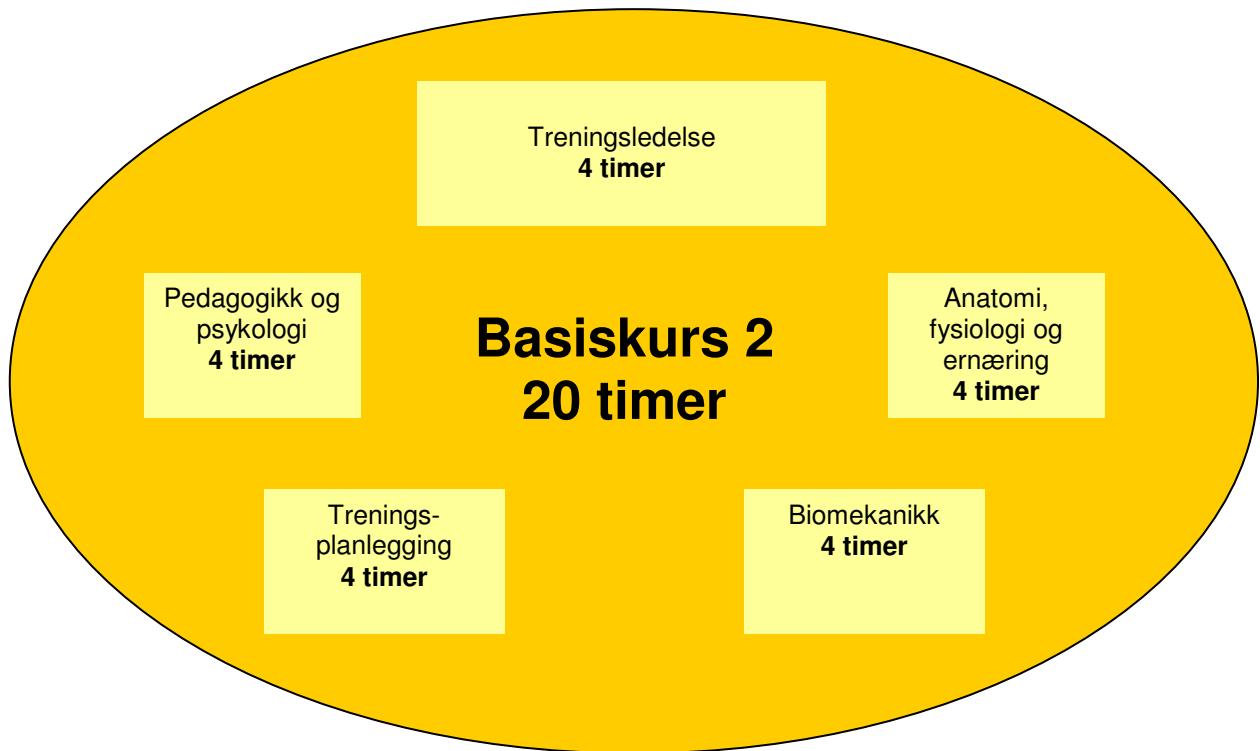 Treningsledelse
4 timer
Pedagogikk og
psykologi
4 timer
Anatomi,
fysiologi og
ernæring
4 timer
Basiskurs 2
20 timer
Trenings-
planlegging
4 timer
Biomekanikk
4 timer